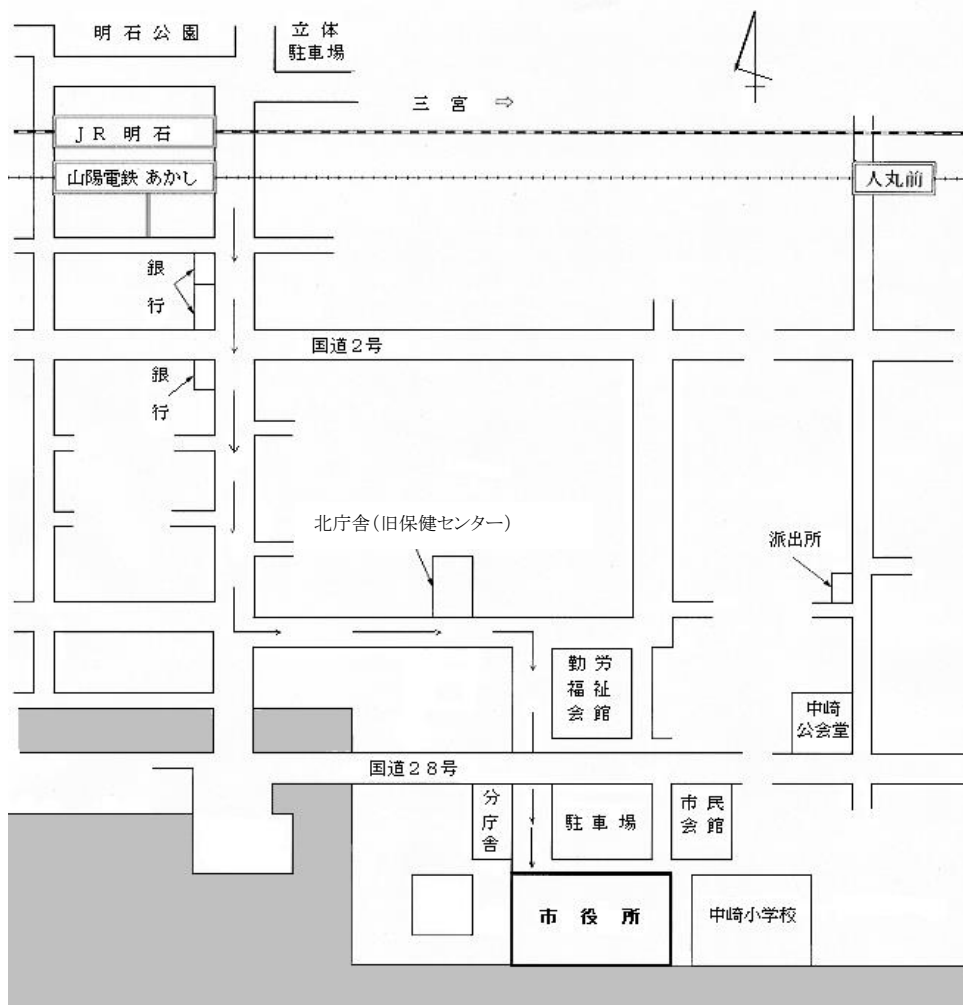 明石公園
立体
駐車場
三宮 ⇨
ＪＲ 明石
山陽電鉄 あかし
人丸前
銀
行
国道２号
銀
行
北庁舎（旧保健センター）
派出所
勤労
福祉
会館
中崎
公会堂
国道２８号
分
庁
舎
駐車場
市民
会館
市役所
中崎小学校